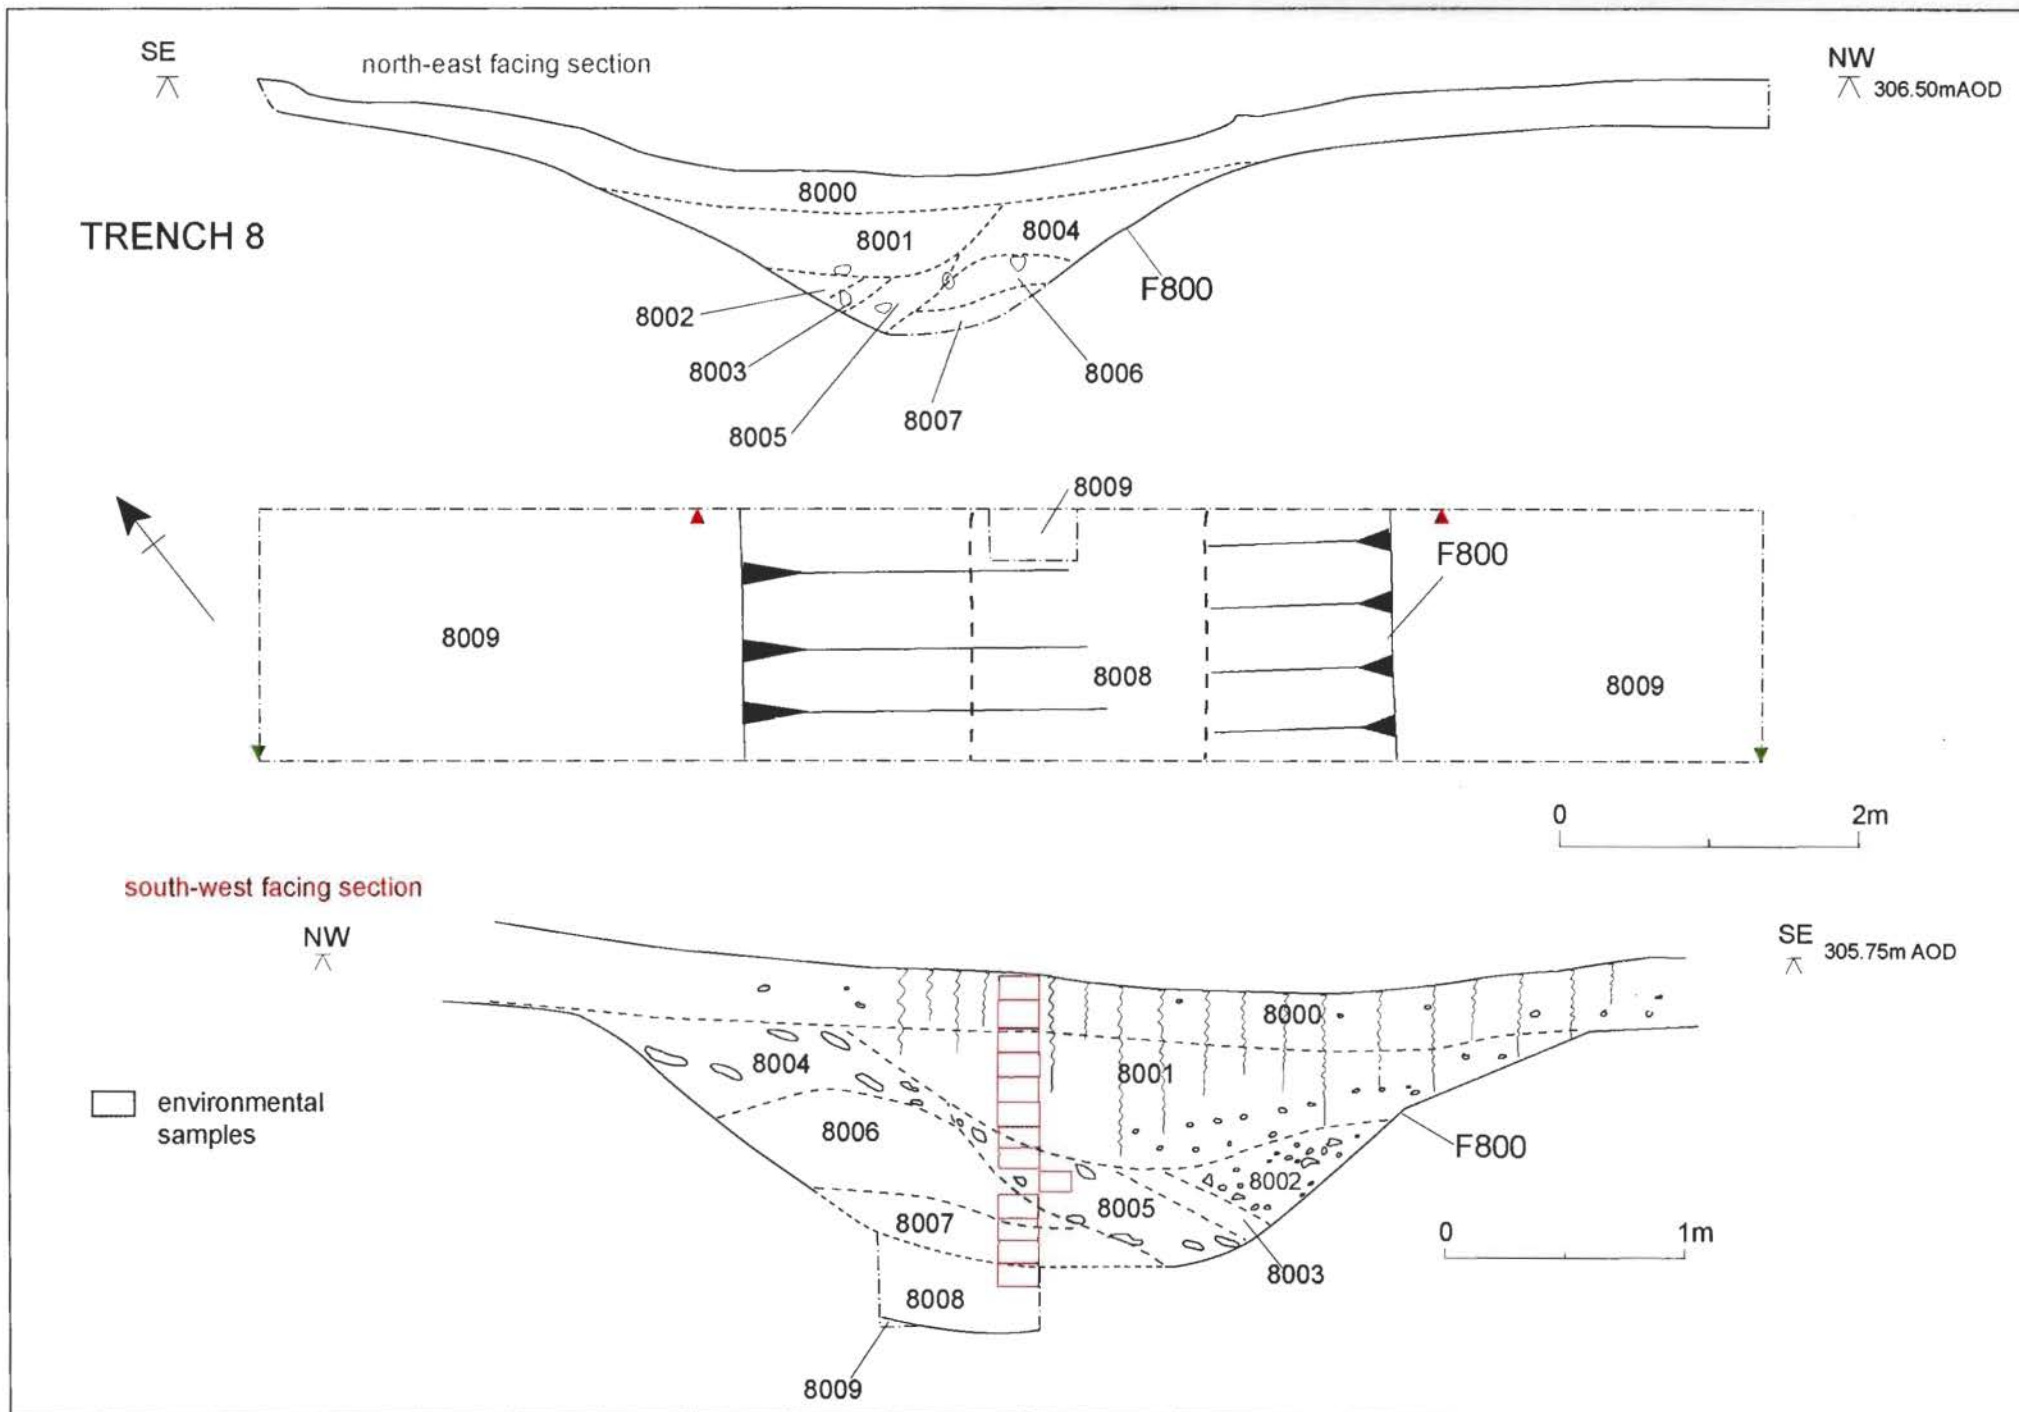 SE
north-east facing section
NW
306.50mAOD
8000
TRENCH 8
8001
8004
F800
8002
8003
8006
8007
8005
8009
F800
8009
8008
8009
0 2m
south-west facing section
NW
SE
305.75m AOD
8000
8004
8001
environmental
samples
8006
F800
8002
8005
8007
0 1m
8003
8008
8009